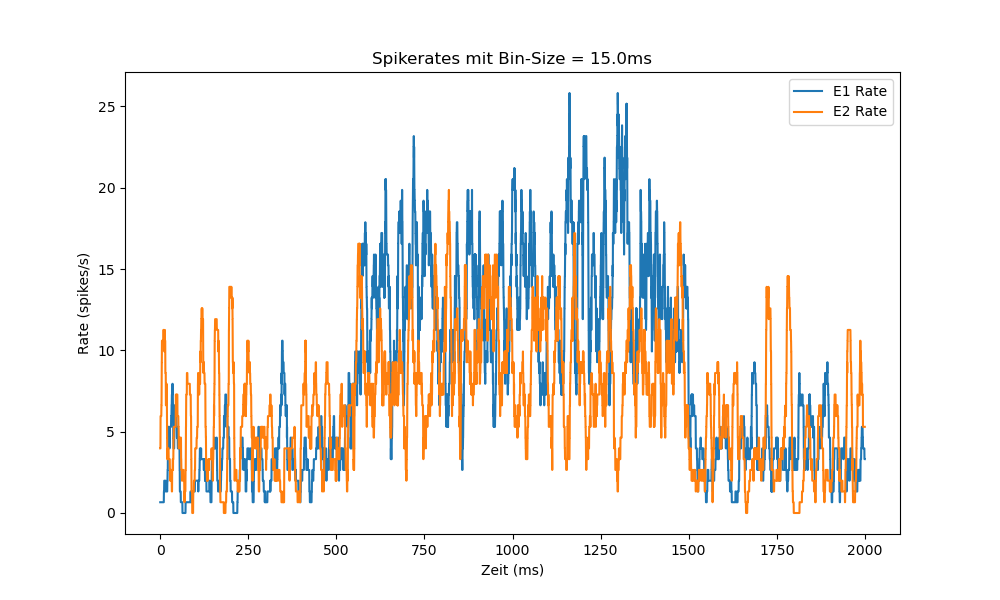 Spikerates mit Bin-Size = 15.0ms
E1 Rate
E2 Rate
Rate (spikes/s)
25
20
15
10
5
0
0 250 500 750 1000 1250 1500 1750 2000
Zeit (ms)